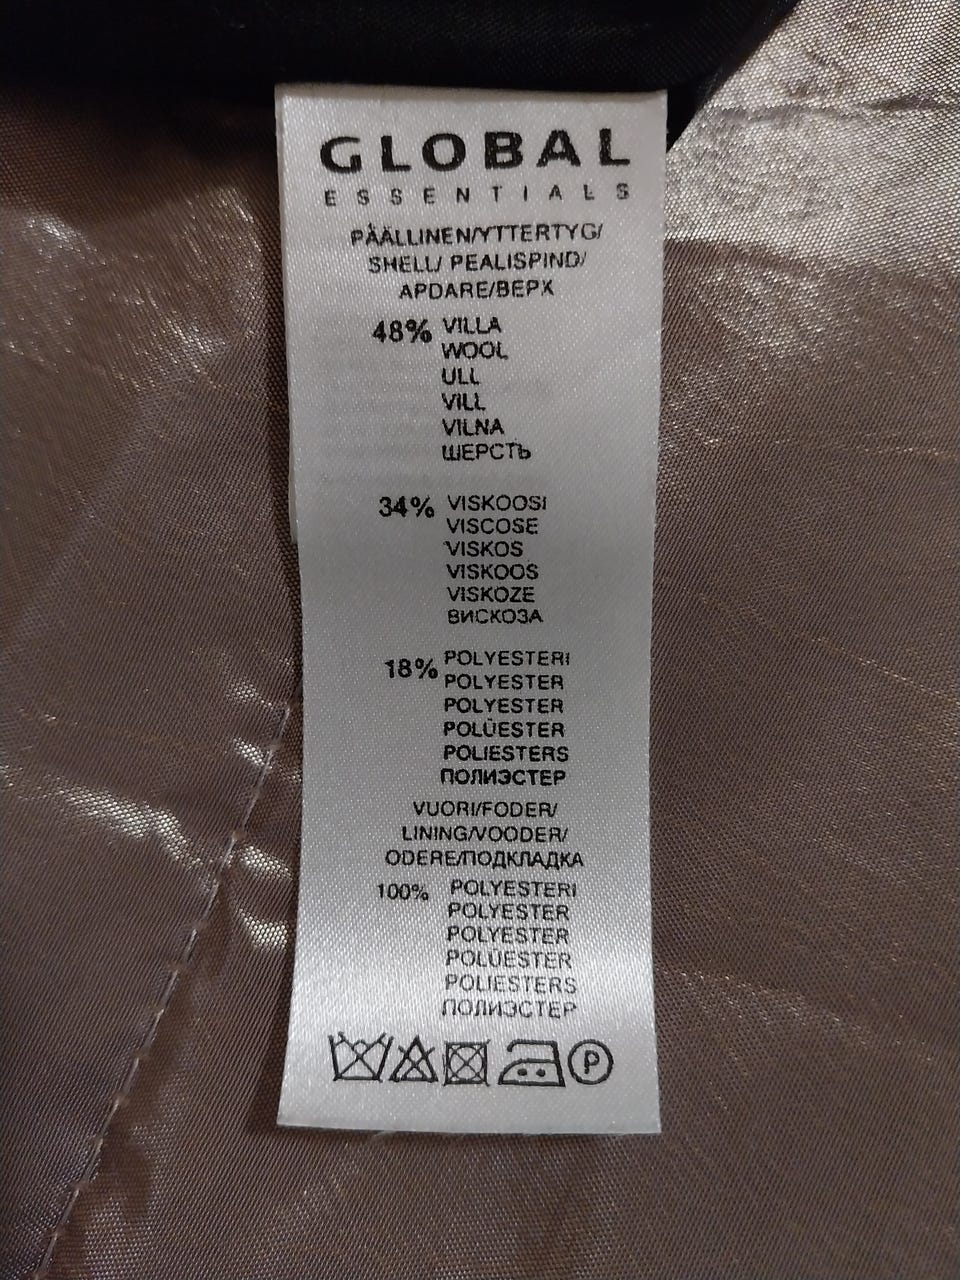 GLOBAL
ESSENTIALS
PÄÄLLINEN/YTTERTYG/
SHELL/ PEALISPIND/
APDARE/ВЕРХ
48% VILLA
WOOL
ULL
VILL
VILNA
ШЕРСТЬ
34% VISKOOSI
VISCOSE
VISKOS
VISKOOS
VISKOZE
ВИСКОЗА
18% POLYESTERI
POLYESTER
POLYESTER
POLÜESTER
POLIESTERS
ПОЛИЭСТЕР
VUORI/FODER/
LINING/VOODER/
ODERE/ПОДКЛАДКА
100% POLYESTERI
POLYESTER
POLYESTER
POLÜESTER
POLIESTERS
ПОЛИЭСТЕР
P